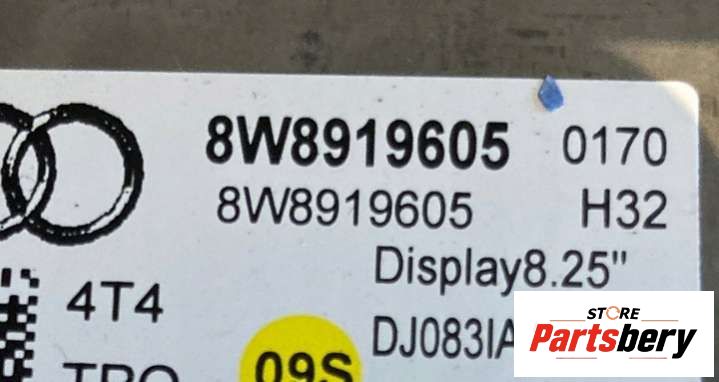 8W8919605 0170
8W8919605 H32
Display8.25"
4T4
DJ083IA
09S
STORE
Partsbery